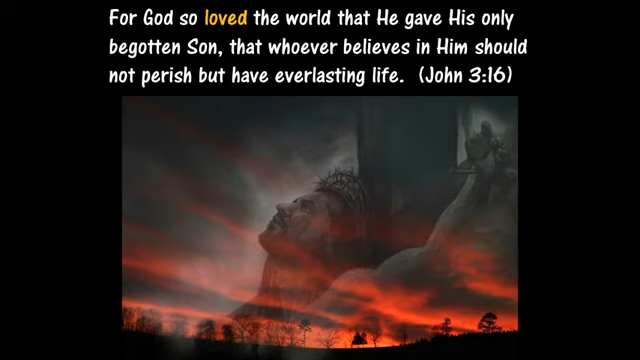 For God so loved the world that He gave His only
begotten Son, that whoever believes in Him should
not perish but have everlasting life.  (John 3:16)